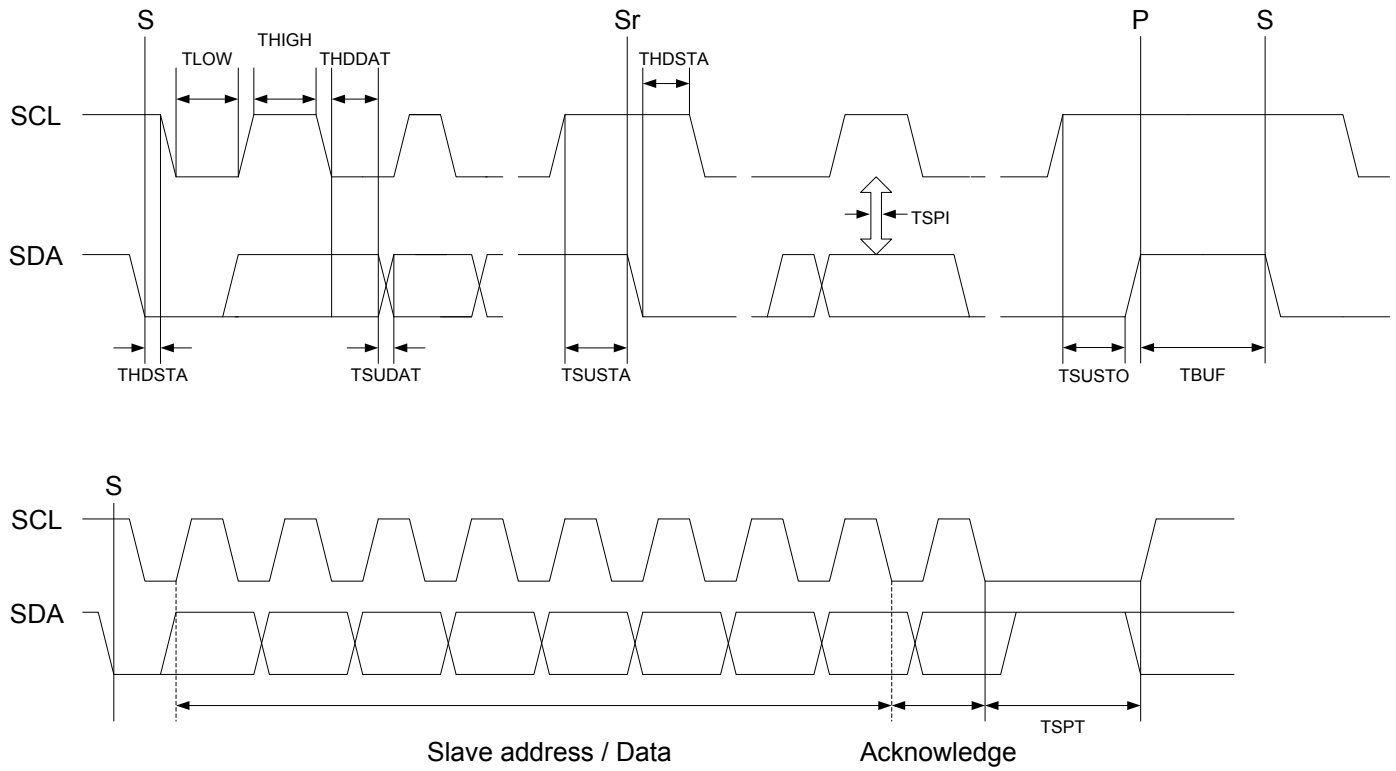 S Sr P S
THIGH
TLOW THDDAT THDSTA
SCL
TSPI
SDA
THDSTA TSUDAT TSUSTA TSUSTO TBUF
S
SCL
SDA
TSPT
Slave address / Data Acknowledge